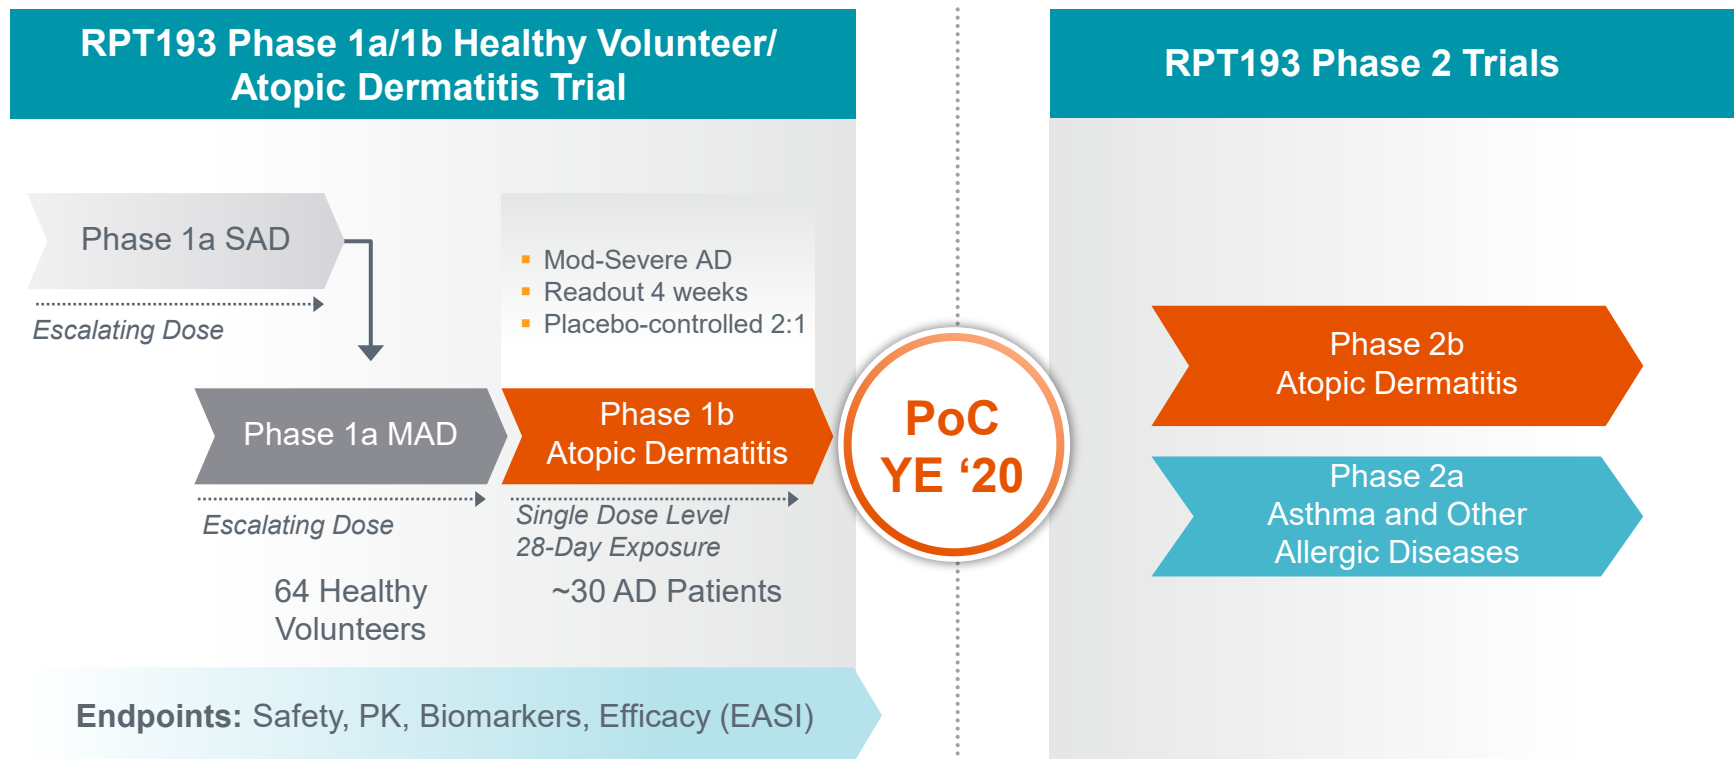 RPT193 Phase 1a/1b Healthy Volunteer/
Atopic Dermatitis Trial
Phase 1a SAD
Escalating Dose
▪ Mod-Severe AD
▪ Readout 4 weeks
▪ Placebo-controlled 2:1
Phase 1a MAD
Escalating Dose
64 Healthy
Volunteers
Phase 1b
Atopic Dermatitis
Single Dose Level
28-Day Exposure
~30 AD Patients
Endpoints: Safety, PK, Biomarkers, Efficacy (EASI)
PoC
YE ‘20
RPT193 Phase 2 Trials
Phase 2b
Atopic Dermatitis
Phase 2a
Asthma and Other
Allergic Diseases